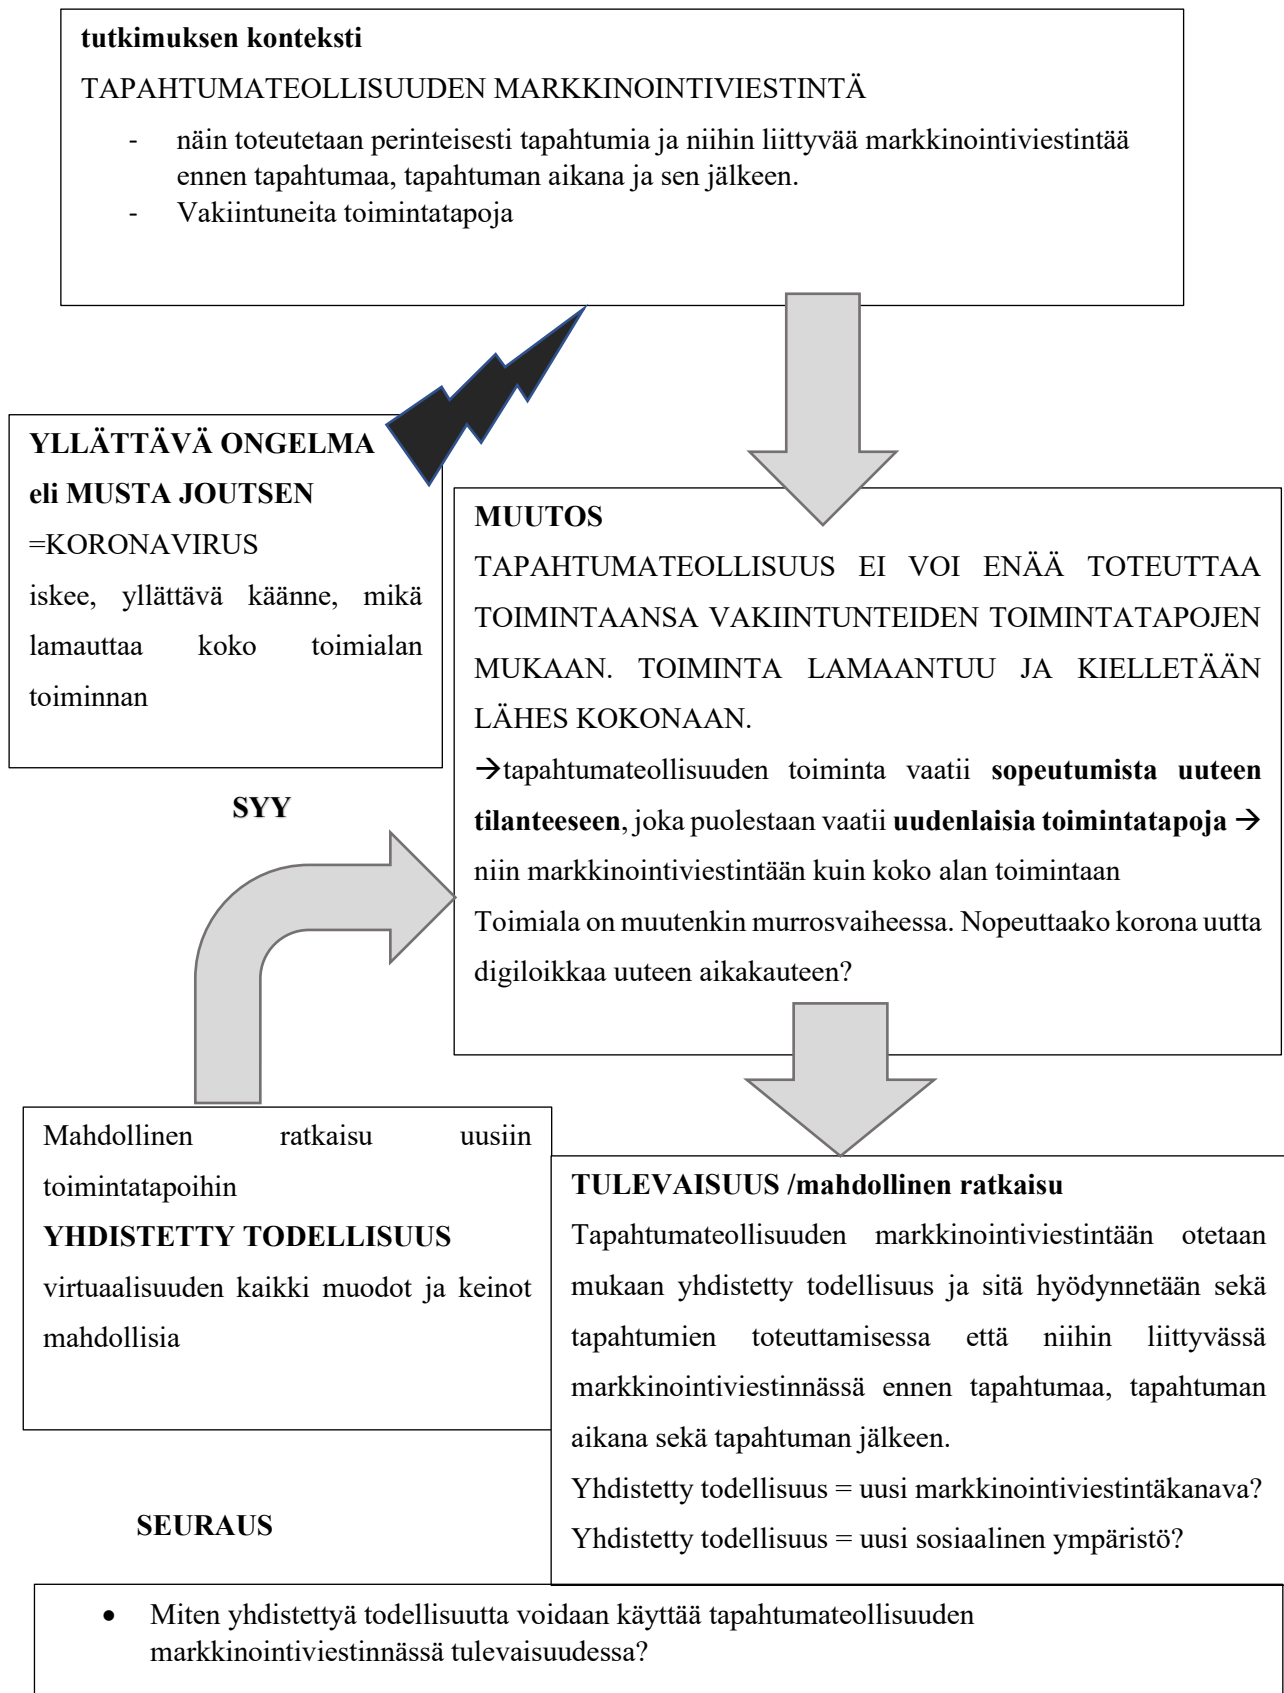 tutkimuksen konteksti
TAPAHTUMATEOLLISUUDEN MARKKINOINTIVIESTINTÄ
- näin toteutetaan perinteisesti tapahtumia ja niihin liittyvää markkinointiviestintää
ennen tapahtumaa, tapahtuman aikana ja sen jälkeen.
- Vakiintuneita toimintatapoja
YLLÄTTÄVÄ ONGELMA
eli MUSTA JOUTSEN
=KORONAVIRUS
iskee, yllättävä käänne, mikä
lamauttaa koko toimialan
toiminnan
SYY
MUUTOS
TAPAHTUMATEOLLISUUS EI VOI ENÄÄ TOTEUTTAA
TOIMINTAANSA VAKIINTUNTEIDEN TOIMINTATAPOJEN
MUKAAN. TOIMINTA LAMAANTUU JA KIELLETÄÄN
LÄHES KOKONAAN.
→tapahtumateollisuuden toiminta vaatii sopeutumista uuteen
tilanteeseen, joka puolestaan vaatii uudenlaisia toimintatapoja →
niin markkinointiviestintään kuin koko alan toimintaan
Toimiala on muutenkin murrosvaiheessa. Nopeuttaako korona uutta
digiloikkaa uuteen aikakauteen?
Mahdollinen ratkaisu uusiin
toimintatapoihin
YHDISTETTY TODELLISUUS
virtuaalisuuden kaikki muodot ja keinot
mahdollisia
TULEVAISUUS /mahdollinen ratkaisu
Tapahtumateollisuuden markkinointiviestintään otetaan
mukaan yhdistetty todellisuus ja sitä hyödynnetään sekä
tapahtumien toteuttamisessa että niihin liittyvässä
markkinointiviestinnässä ennen tapahtumaa, tapahtuman
aikana sekä tapahtuman jälkeen.
Yhdistetty todellisuus = uusi markkinointiviestintäkanava?
Yhdistetty todellisuus = uusi sosiaalinen ympäristö?
SEURAUS
• Miten yhdistettyä todellisuutta voidaan käyttää tapahtumateollisuuden
markkinointiviestinnässä tulevaisuudessa?